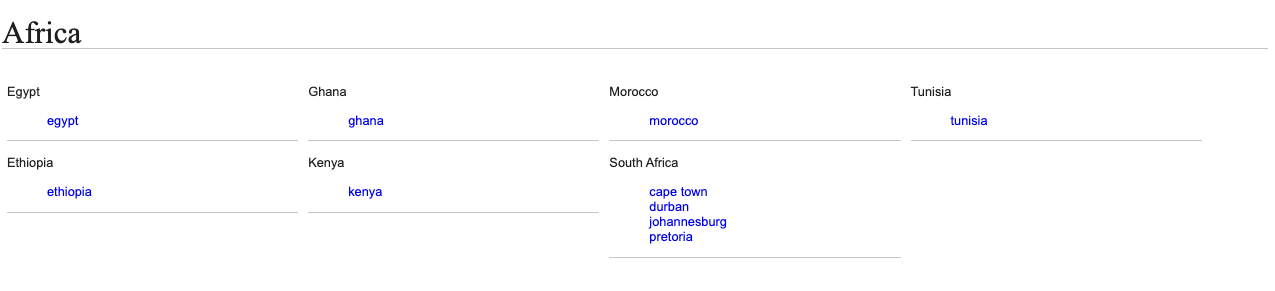 Africa
Egypt
egypt
Ethiopia
ethiopia
Ghana
ghana
Kenya
kenya
Morocco
morocco
South Africa
cape town
durban
johannesburg
pretoria
Tunisia
tunisia